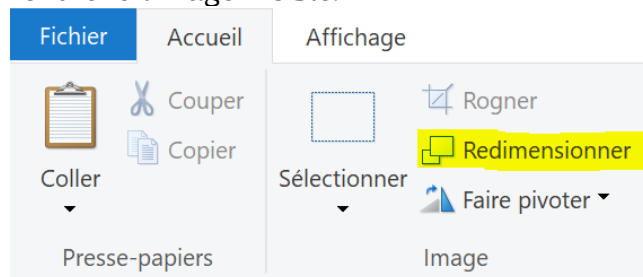 Fichier Accueil Affichage
Couper
Copier
Coller
Presse-papiers
Sélectionner
Rogner
Redimensionner
Faire pivoter
Image